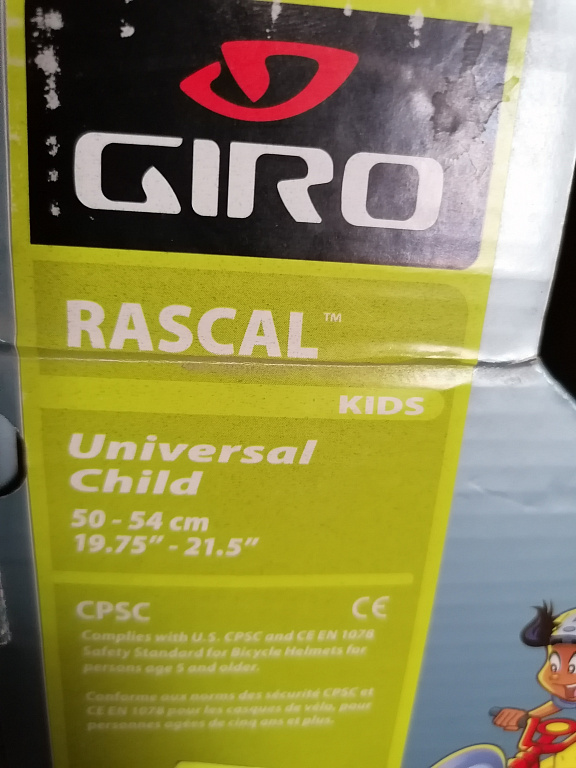 GIRO
RASCAL™
KIDS
Universal
Child
50 - 54 cm
19.75" - 21.5"
CPSC CE
Complies with U.S. CPSC and CE EN 1078
Safety Standard for Bicycle Helmets for
persons age 5 and older.
Conforme aux norms des sécurité CPSC et
CE EN 1078 pour les casques de vélo, pour
personnes agées de cinq ans et plus.